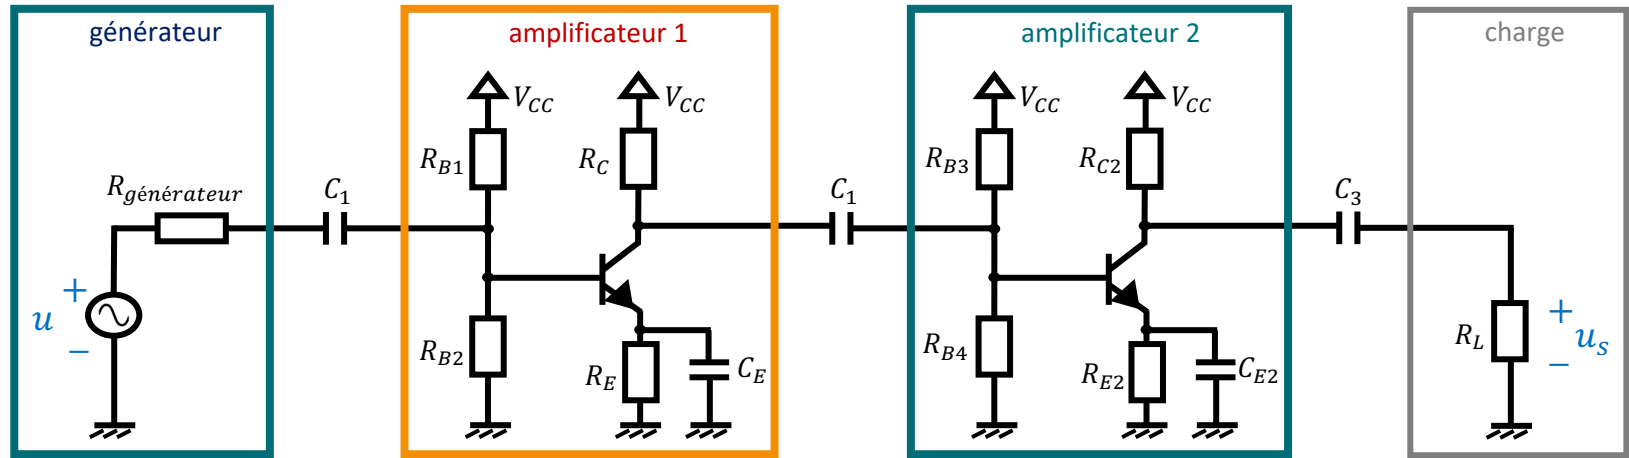 générateur
amplificateur 1
amplificateur 2
charge
V_CC
V_CC
V_CC
V_CC
R_B1
R_C
R_B3
R_C2
R_générateur
C_1
C_1
C_3
+
u
−
R_B2
R_E
C_E
R_B4
R_E2
C_E2
R_L
+
u_s
−